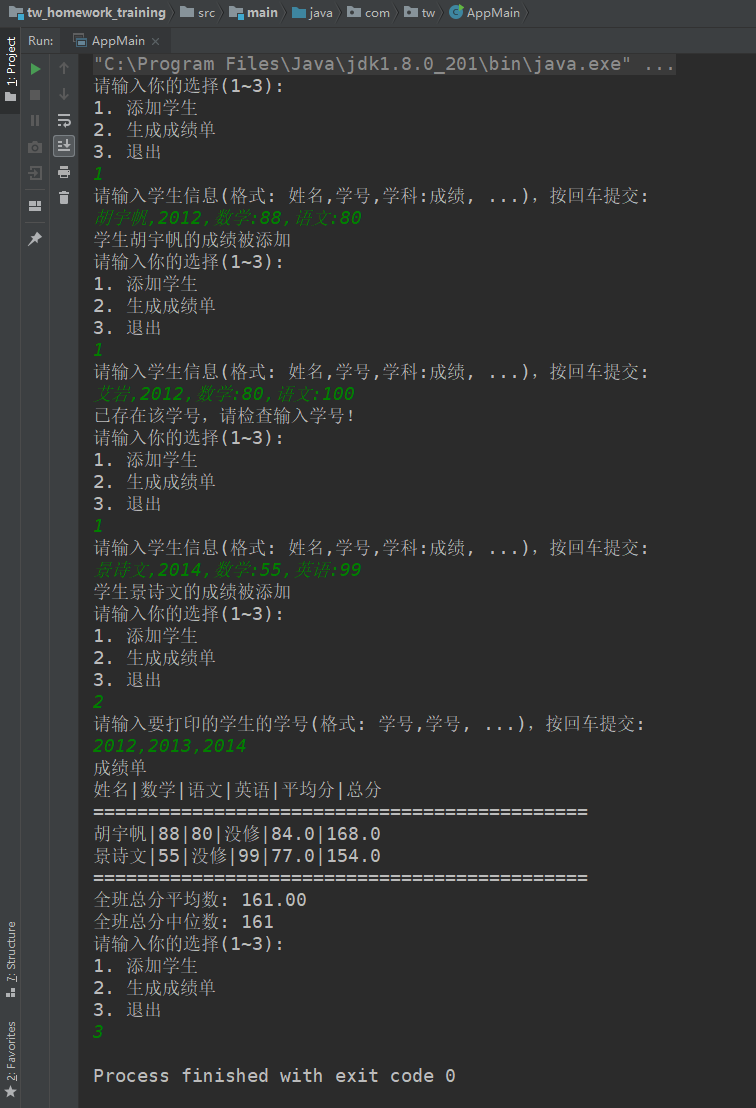 tw_homework_training
src
main
java
com
tw
AppMain
Run:
AppMain
1: Project
7: Structure
2: Favorites
"C:\Program Files\Java\jdk1.8.0_201\bin\java.exe" ...
请输入你的选择(1~3):
1. 添加学生
2. 生成成绩单
3. 退出
1
请输入学生信息(格式: 姓名,学号,学科:成绩, ...)，按回车提交:
胡宇帆,2012,数学:88,语文:80
学生胡宇帆的成绩被添加
请输入你的选择(1~3):
1. 添加学生
2. 生成成绩单
3. 退出
1
请输入学生信息(格式: 姓名,学号,学科:成绩, ...)，按回车提交:
艾岩,2012,数学:80,语文:100
已存在该学号，请检查输入学号！
请输入你的选择(1~3):
1. 添加学生
2. 生成成绩单
3. 退出
1
请输入学生信息(格式: 姓名,学号,学科:成绩, ...)，按回车提交:
景诗文,2014,数学:55,英语:99
学生景诗文的成绩被添加
请输入你的选择(1~3):
1. 添加学生
2. 生成成绩单
3. 退出
2
请输入要打印的学生的学号(格式: 学号,学号, ...)，按回车提交:
2012,2013,2014
成绩单
姓名|数学|语文|英语|平均分|总分
=============================================
胡宇帆|88|80|没修|84.0|168.0
景诗文|55|没修|99|77.0|154.0
=============================================
全班总分平均数: 161.00
全班总分中位数: 161
请输入你的选择(1~3):
1. 添加学生
2. 生成成绩单
3. 退出
3
Process finished with exit code 0